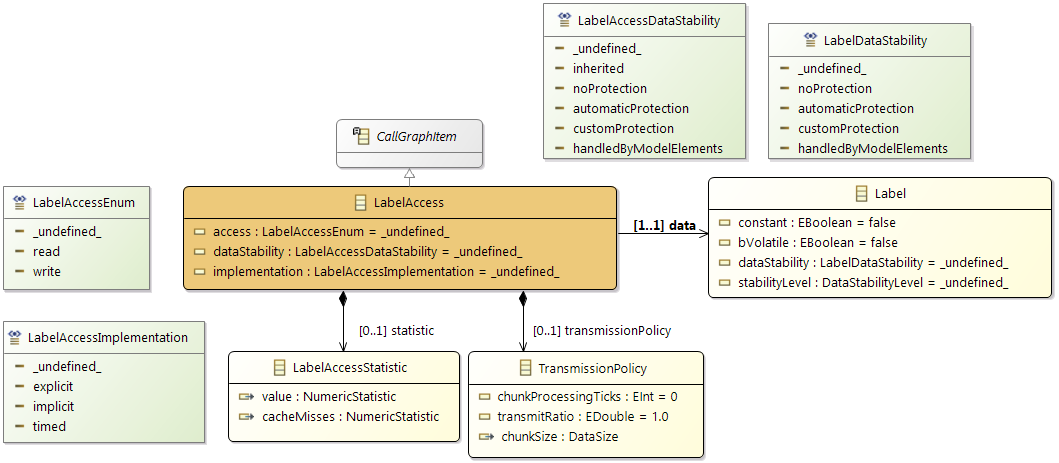 LabelAccessDataStability
_undefined_
inherited
noProtection
automaticProtection
customProtection
handledByModelElements
LabelDataStability
_undefined_
noProtection
automaticProtection
customProtection
handledByModelElements
CallGraphItem
LabelAccessEnum
_undefined_
read
write
LabelAccess
access : LabelAccessEnum = _undefined_
dataStability : LabelAccessDataStability = _undefined_
implementation : LabelAccessImplementation = _undefined_
[1..1] data
Label
constant : EBoolean = false
bVolatile : EBoolean = false
dataStability : LabelDataStability = _undefined_
stabilityLevel : DataStabilityLevel = _undefined_
[0..1] statistic
[0..1] transmissionPolicy
LabelAccessImplementation
_undefined_
explicit
implicit
timed
LabelAccessStatistic
value : NumericStatistic
cacheMisses : NumericStatistic
TransmissionPolicy
chunkProcessingTicks : EInt = 0
transmitRatio : EDouble = 1.0
chunkSize : DataSize